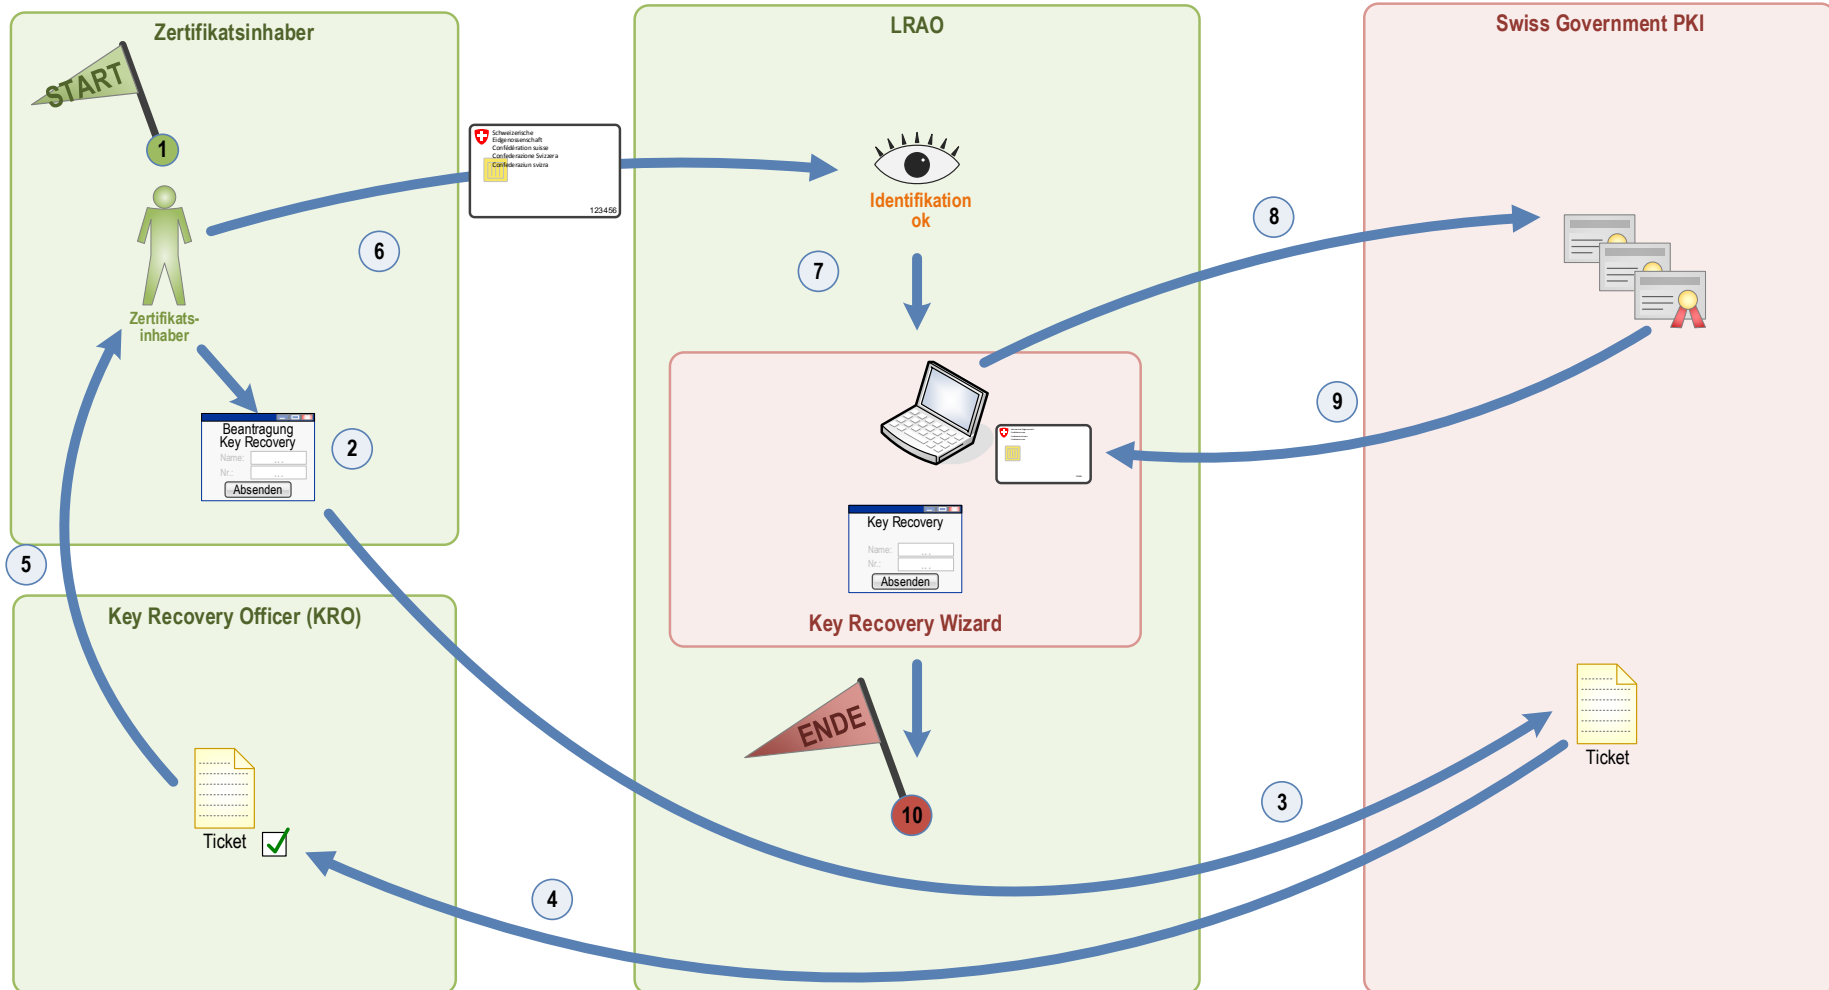 Zertifikatsinhaber
START
1
Zertifikats-
inhaber
6
Beantragung
Key Recovery
Name:
...
Nr.:
...
Absenden
2
5
Key Recovery Officer (KRO)
Ticket
4
Schweizerische
Eidgenossenschaft
Confédération suisse
Confederazione Svizzera
Confederaziun svizra
123456
LRAO
Identifikation
ok
7
Key Recovery
Name:
...
Nr.:
...
Absenden
Key Recovery Wizard
ENDE
10
8
9
3
Swiss Government PKI
Ticket